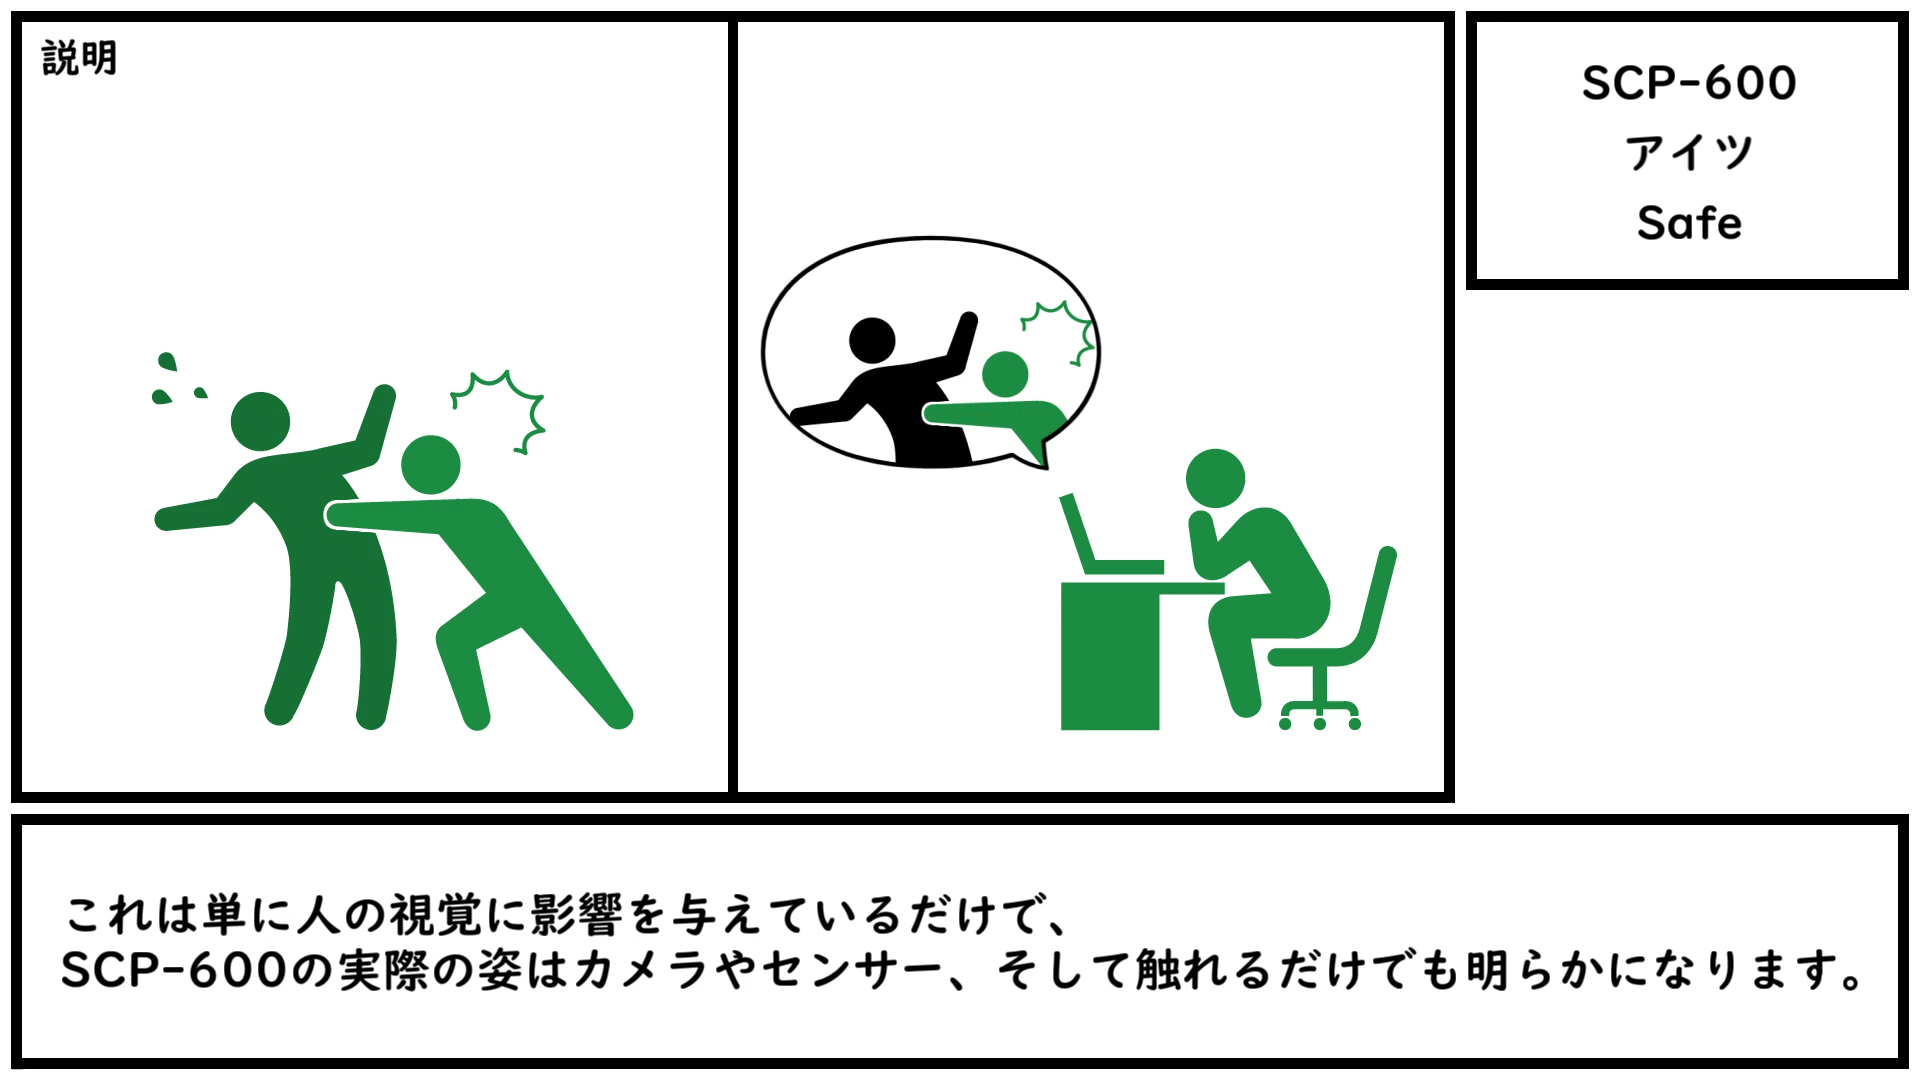 説明
SCP-600
アイツ
Safe
これは単に人の視覚に影響を与えているだけで、
SCP-600の実際の姿はカメラやセンサー、そして触れるだけでも明らかになります。